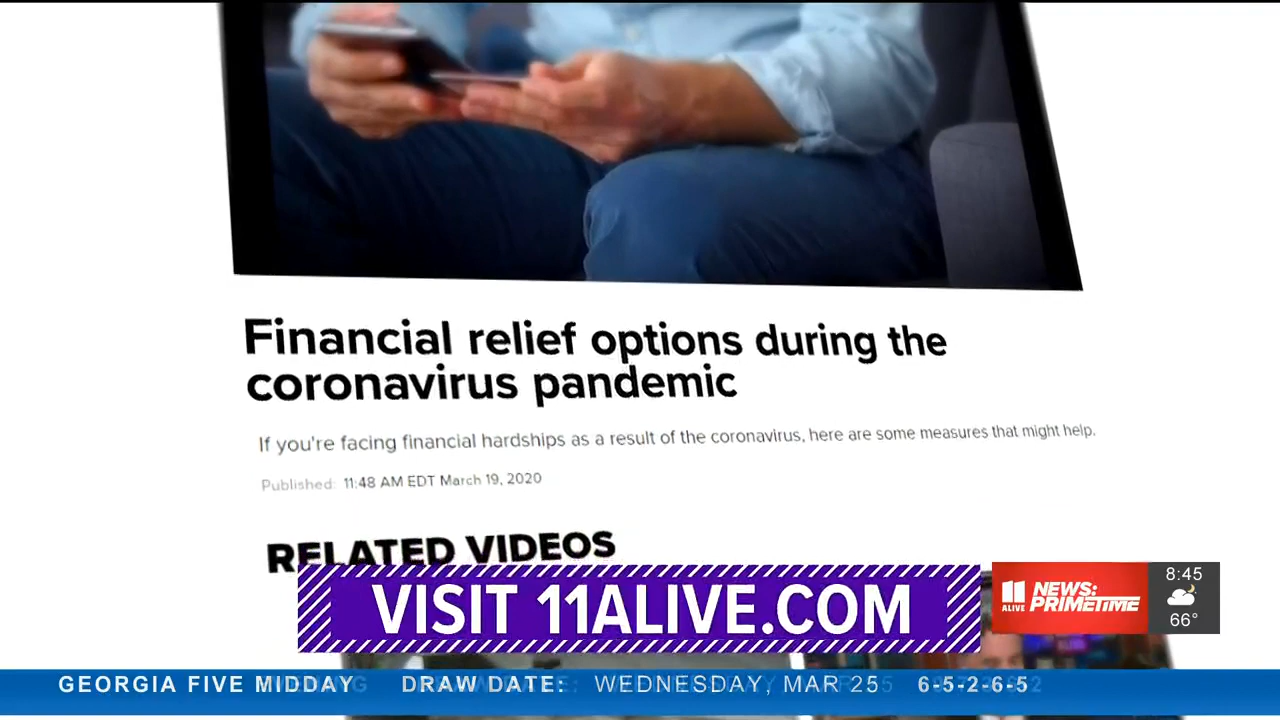 Financial relief options during the
coronavirus pandemic
If you're facing financial hardships as a result of the coronavirus, here are some measures that might help.
Published: 11:48 AM EDT March 19, 2020
RELATED VIDEOS
VISIT 11ALIVE.COM
11 ALIVE
NEWS:
PRIMETIME
8:45
66°
GEORGIA FIVE MIDDAY DRAW DATE: WEDNESDAY, MAR 25 6-5-2-6-5